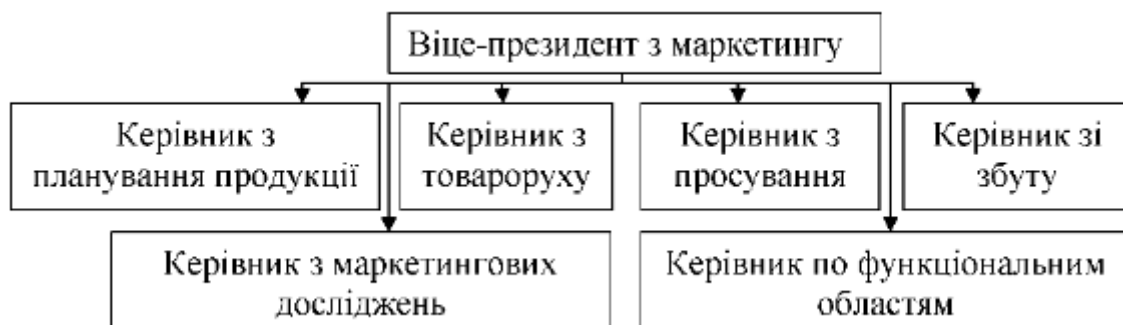 Віце-президент з маркетингу
Керівник з
планування продукції
Керівник з
товароруху
Керівник з
просування
Керівник зі
збуту
Керівник з маркетингових
досліджень
Керівник по функціональним
областям